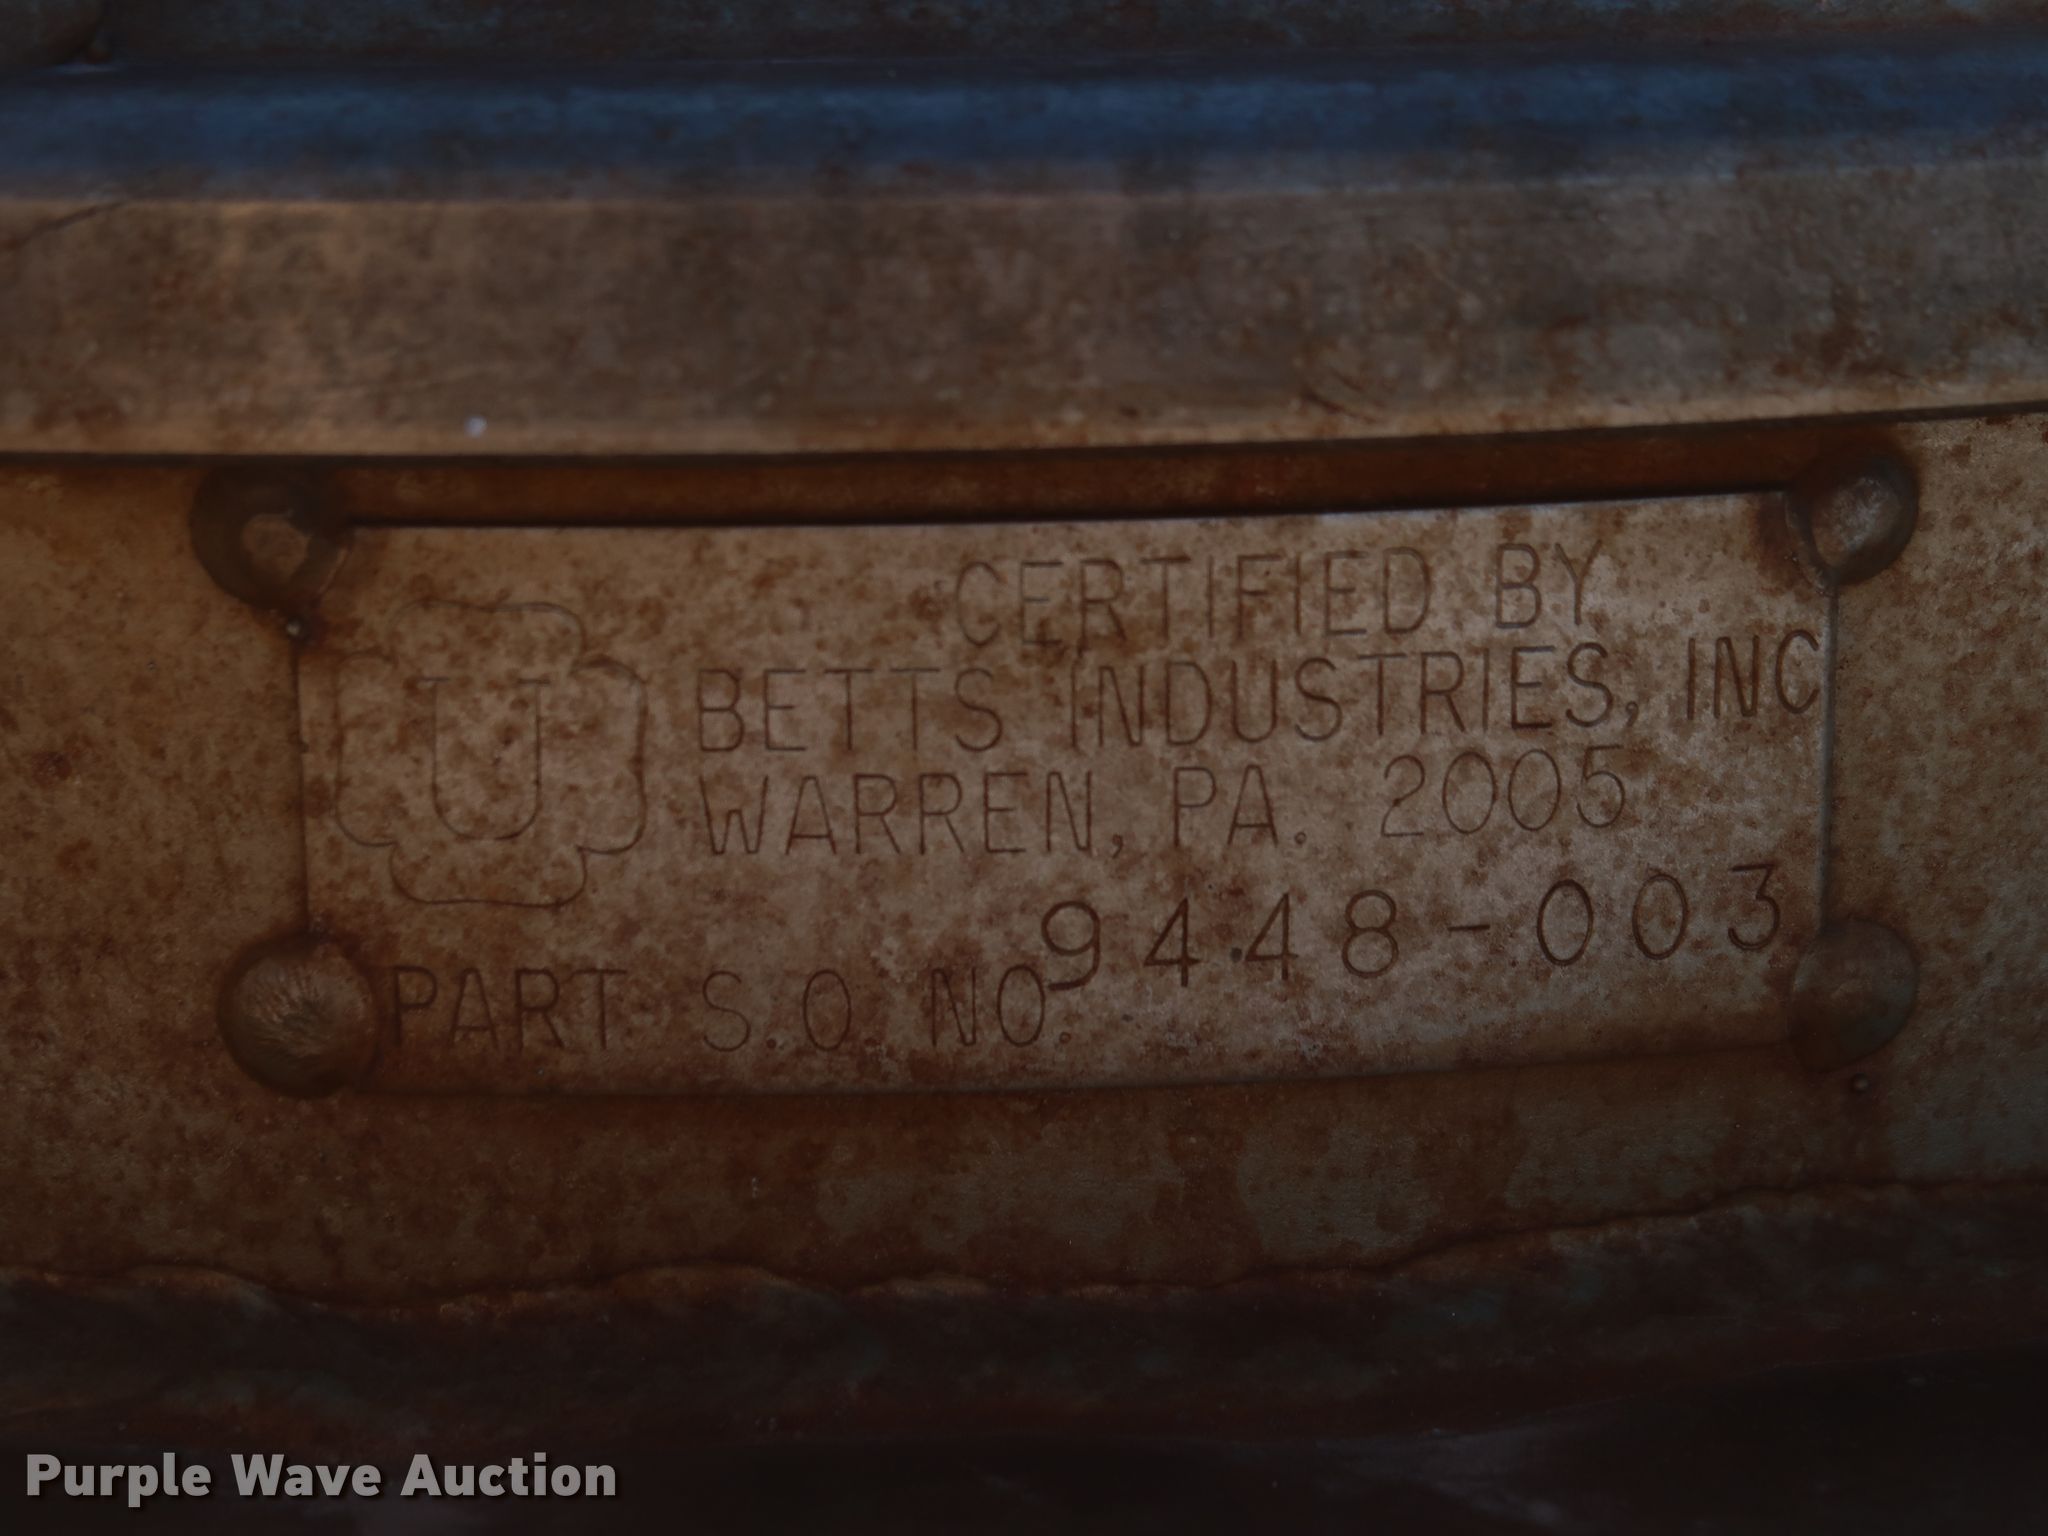 CERTIFIED BY
U
BETTS INDUSTRIES, INC
WARREN, PA. 2005
PART S.O NO. 9448-003
Purple Wave Auction